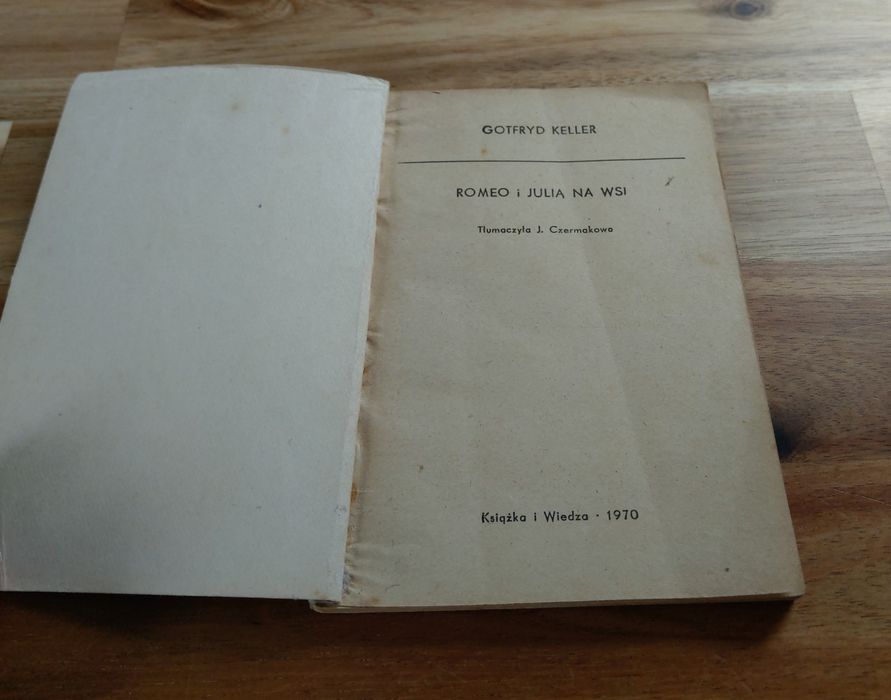 GOTFRYD KELLER
ROMEO i JULIA NA WSI
Tłumaczyła J. Czermakowa
Książka i Wiedza · 1970